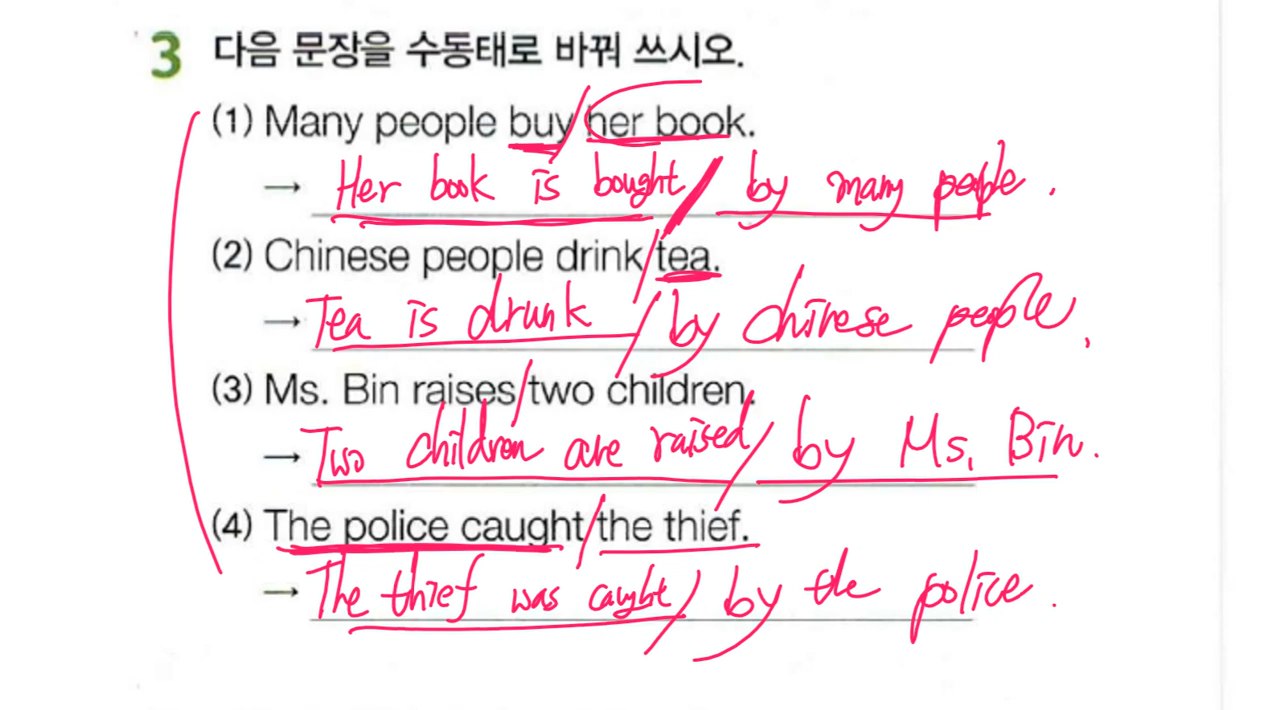 3 다음 문장을 수동태로 바꿔 쓰시오.
(1) Many people buy her book.
→ Her book is bought by many people.
(2) Chinese people drink tea.
→ Tea is drunk by chinese people.
(3) Ms. Bin raises two children.
→ Two children are raised by Ms. Bin.
(4) The police caught the thief.
→ The thief was caught by the police.